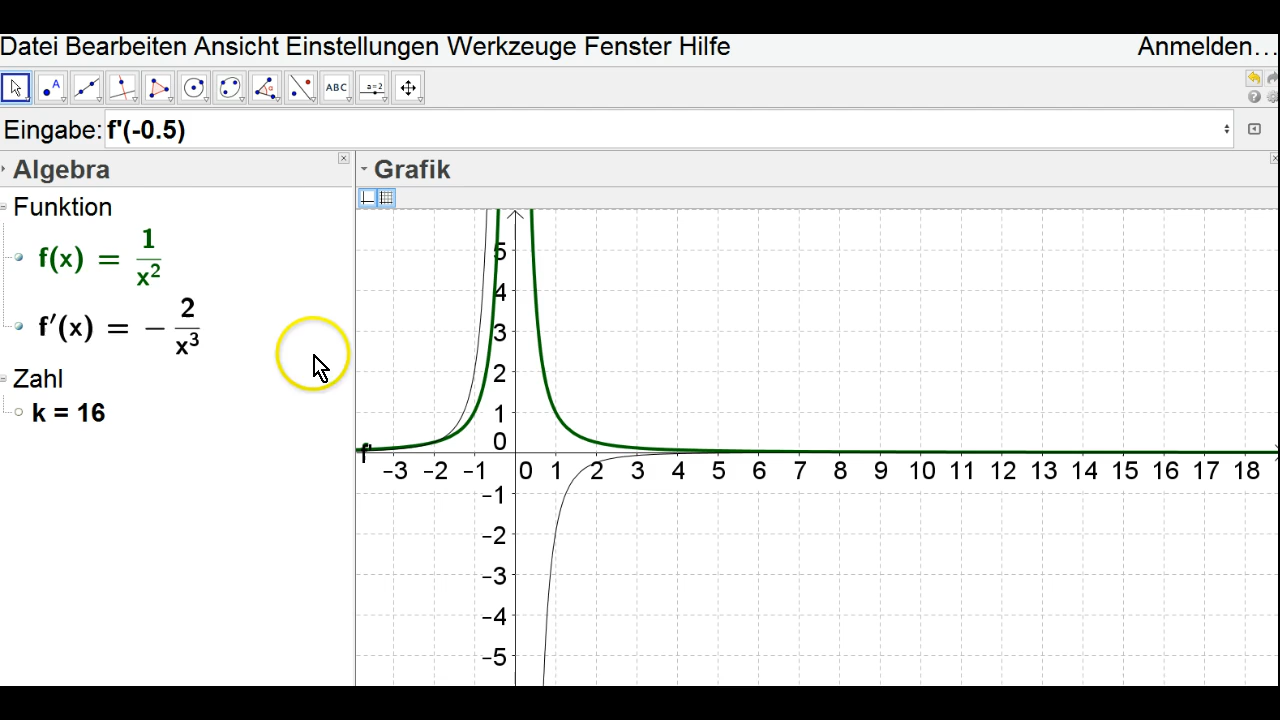 Datei Bearbeiten Ansicht Einstellungen Werkzeuge Fenster Hilfe Anmelden...
A ABC a=2
Eingabe: f'(-0.5)
Algebra
Grafik
Funktion
f(x) = 1/x²
f'(x) = − 2/x³
Zahl
k = 16
5
4
3
2
1
0
f'
-3 -2 -1 0 1 2 3 4 5 6 7 8 9 10 11 12 13 14 15 16 17 18
-1
-2
-3
-4
-5